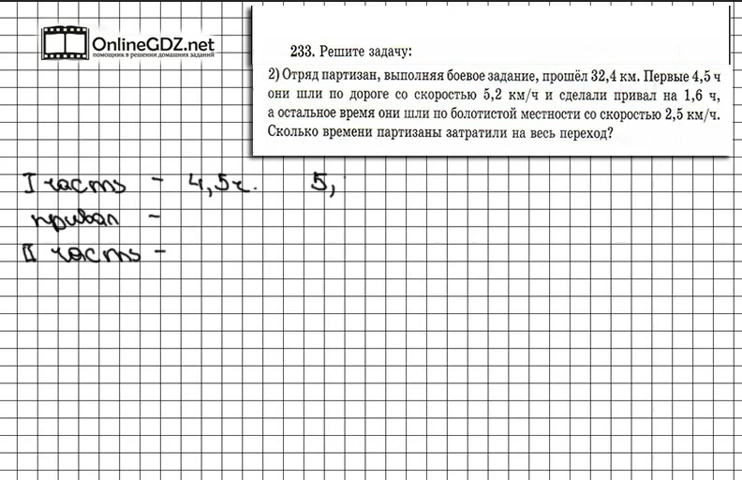 OnlineGDZ.net
помощник в решении домашних заданий
233. Решите задачу:
2) Отряд партизан, выполняя боевое задание, прошёл 32,4 км. Первые 4,5 ч
они шли по дороге со скоростью 5,2 км/ч и сделали привал на 1,6 ч,
а остальное время они шли по болотистой местности со скоростью 2,5 км/ч.
Сколько времени партизаны затратили на весь переход?
I часть - 4,5 ч. 5,
привал -
II часть -